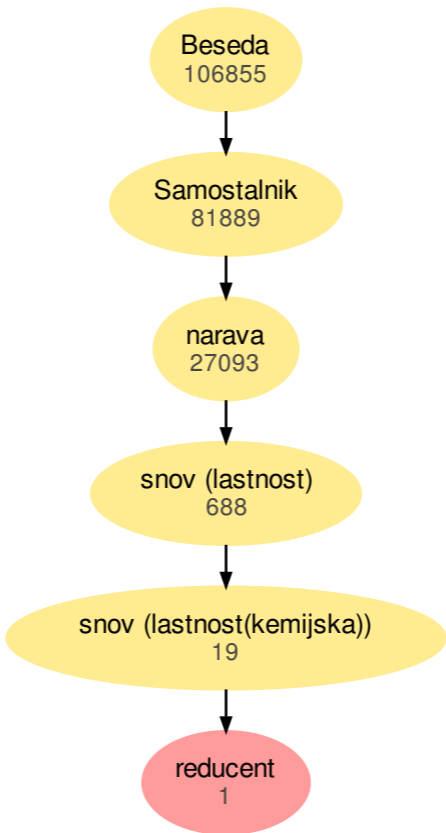 Beseda
106855
Samostalnik
81889
narava
27093
snov (lastnost)
688
snov (lastnost(kemijska))
19
reducent
1